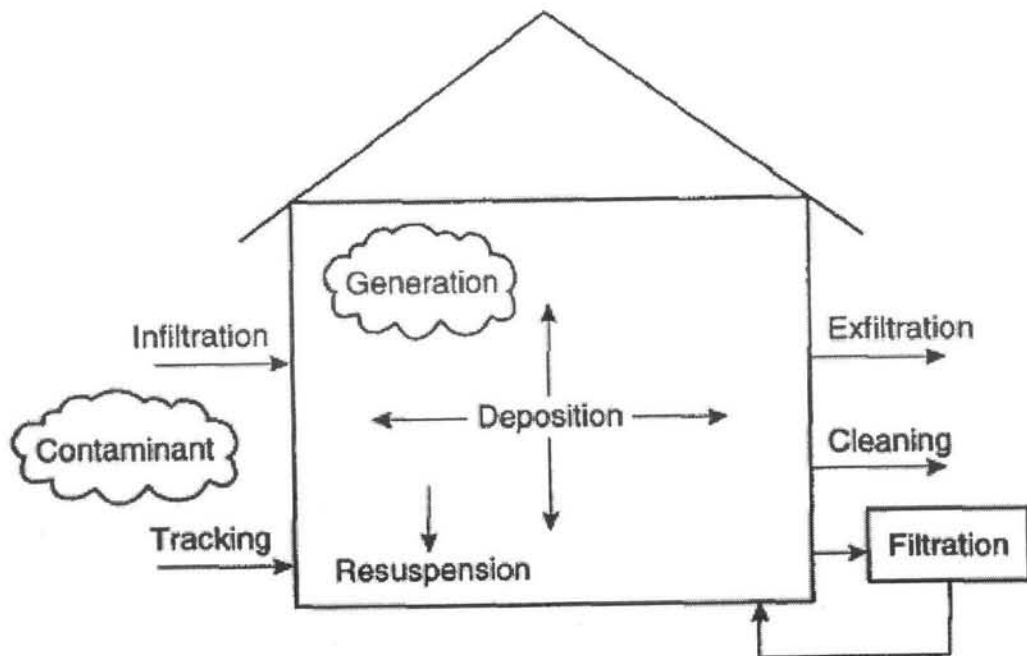 Generation
Infiltration
Exfiltration
Deposition
Contaminant
Cleaning
Tracking
Resuspension
Filtration